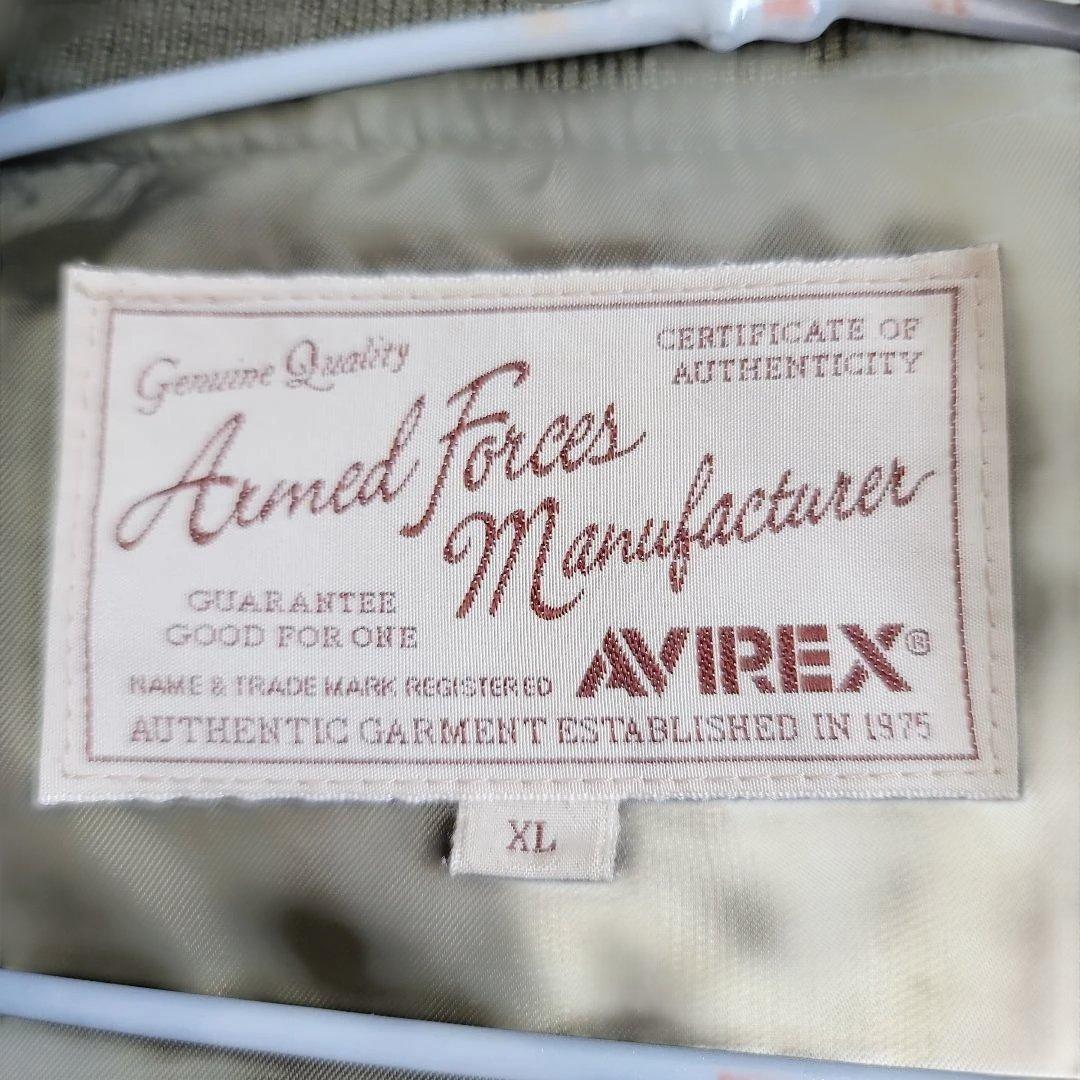 Genuine Quality
CERTIFICATE OF
AUTHENTICITY
Armed Forces
Manufacturer
GUARANTEE
GOOD FOR ONE
AVIREX®
NAME & TRADE MARK REGISTERED
AUTHENTIC GARMENT ESTABLISHED IN 1975
XL